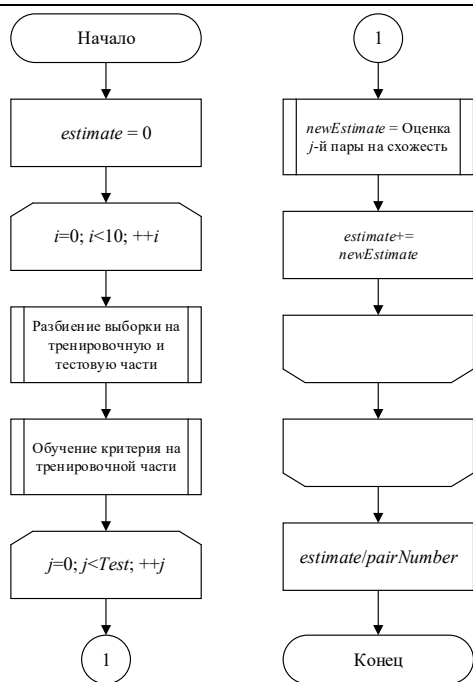 Начало
estimate = 0
i=0; i<10; ++i
Разбиение выборки на
тренировочную и
тестовую части
Обучение критерия на
тренировочной части
j=0; j<Test; ++j
1
1
newEstimate = Оценка
j-й пары на схожесть
estimate+=
newEstimate
estimate/pairNumber
Конец